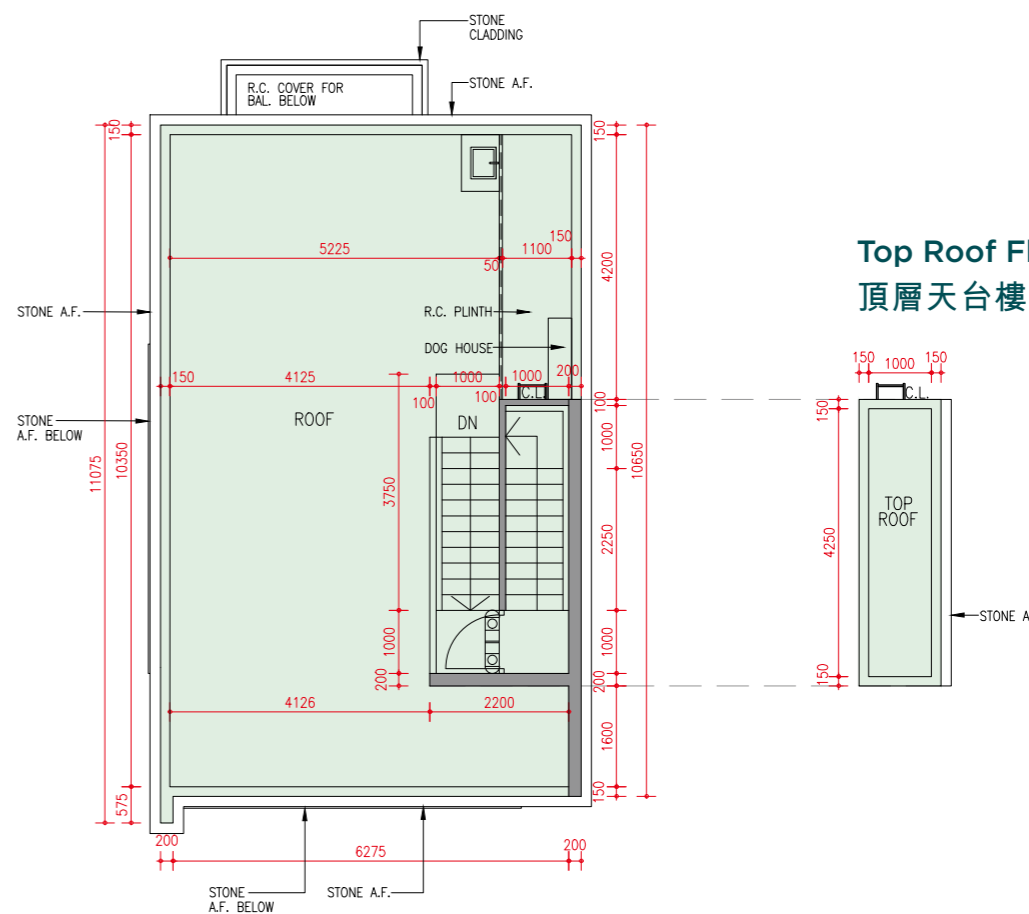 STONE
CLADDING
R.C. COVER FOR
BAL. BELOW
STONE A.F.
150
150
5225
150
1100
50
4200
Top Roof Fl
頂層天台樓
STONE A.F.
R.C. PLINTH
DOG HOUSE
150
4125
1000
1000
200
100
100
C.L.
100
ROOF
DN
STONE
A.F. BELOW
11075
10350
3750
1000
10650
2250
1000
1000
200
200
4126
2200
1600
575
150
200
6275
200
STONE
A.F. BELOW
STONE A.F.
150
1000
150
C.L.
150
TOP
ROOF
4250
STONE A
150